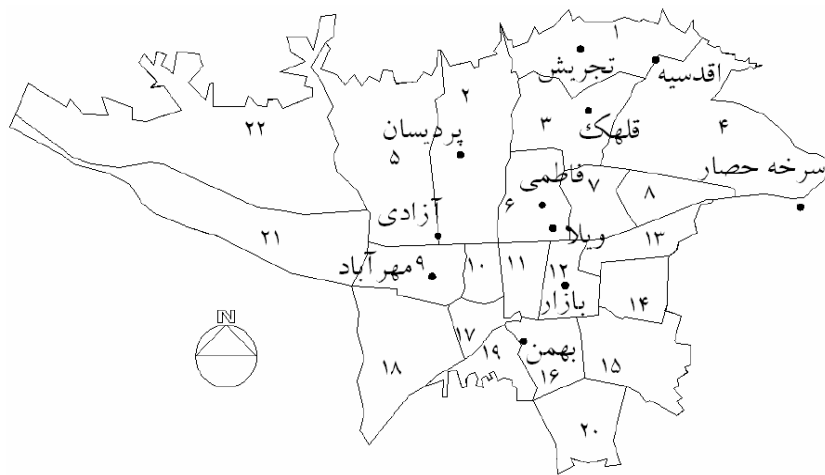 ۱
تجریش
اقدسیه
۲
۳
قلهک
۴
۲۲
پردیسان
۵
سرخه حصار
فاطمی
۷
۸
۶
آزادی
ویلا
۲۱
۱۳
۹
مهرآباد
۱۰
۱۱
۱۲
بازار
۱۴
N
۱۷
۱۹
بهمن
۱۸
۱۶
۱۵
۲۰